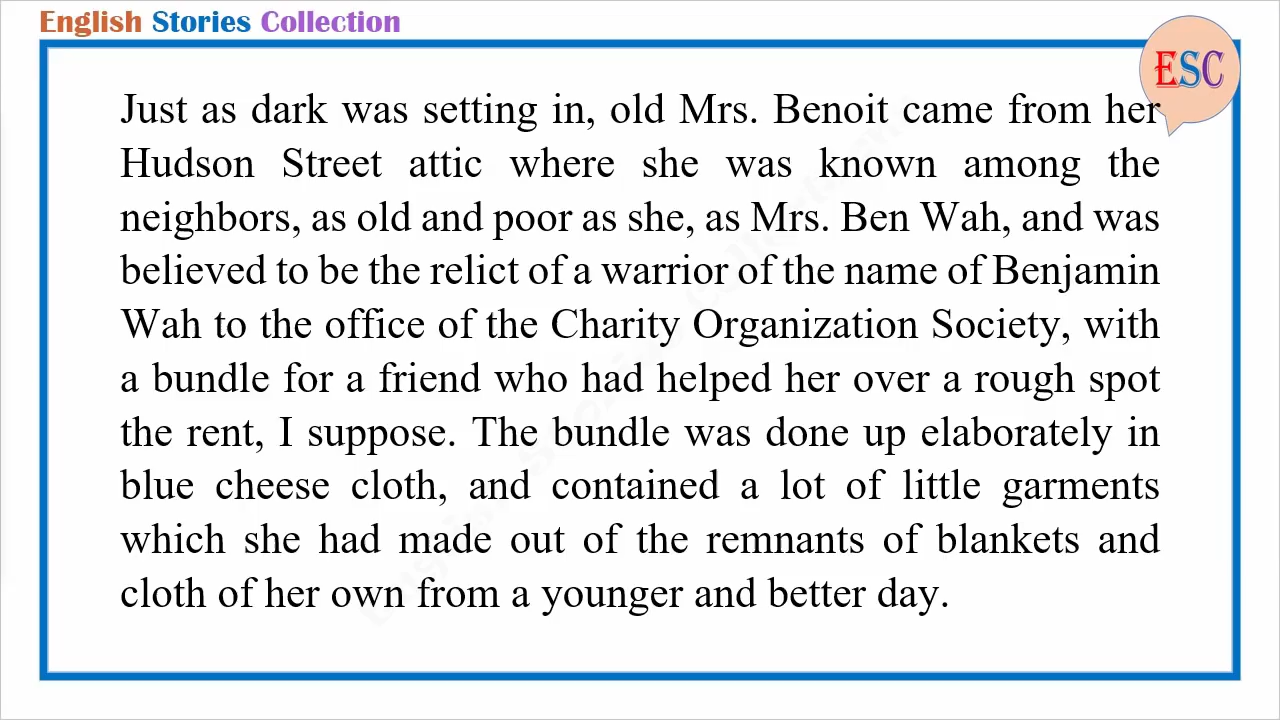 English Stories Collection
ESC
Just as dark was setting in, old Mrs. Benoit came from her
Hudson Street attic where she was known among the
neighbors, as old and poor as she, as Mrs. Ben Wah, and was
believed to be the relict of a warrior of the name of Benjamin
Wah to the office of the Charity Organization Society, with
a bundle for a friend who had helped her over a rough spot
the rent, I suppose. The bundle was done up elaborately in
blue cheese cloth, and contained a lot of little garments
which she had made out of the remnants of blankets and
cloth of her own from a younger and better day.